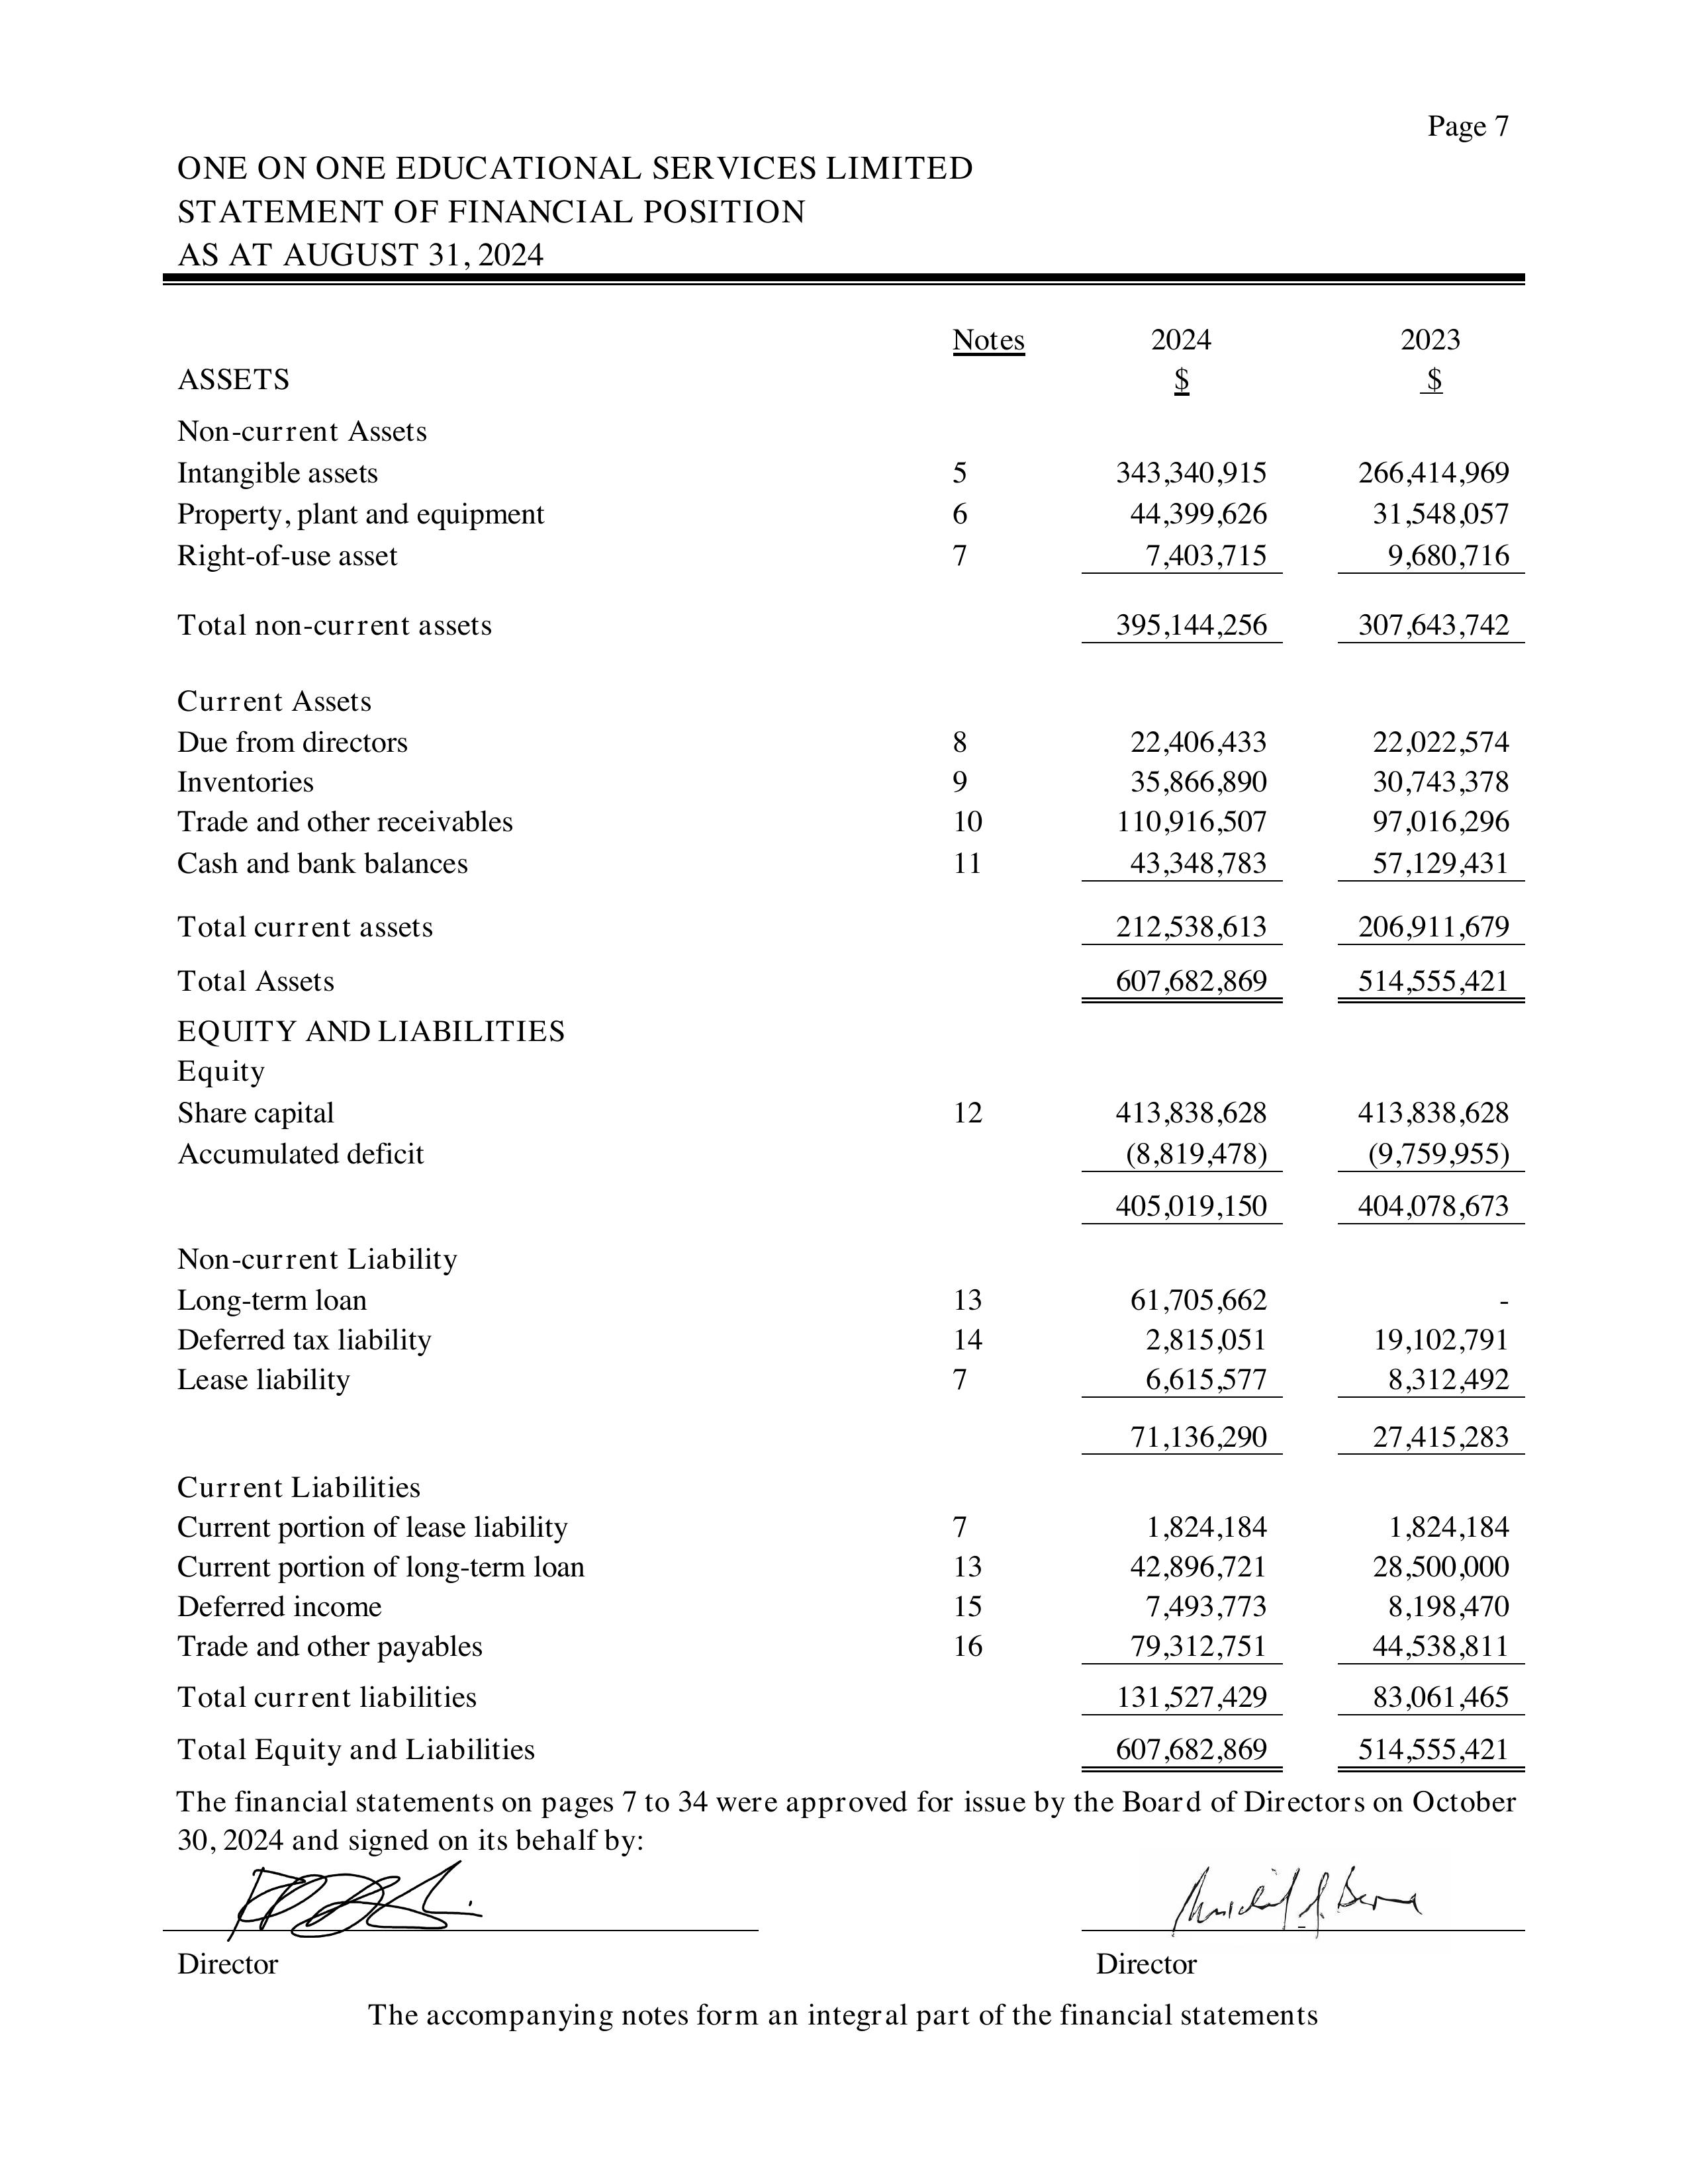 Page 7
ONE ON ONE EDUCATIONAL SERVICES LIMITED
STATEMENT OF FINANCIAL POSITION
AS AT AUGUST 31, 2024
Notes 2024 2023
ASSETS $ $
Non-current Assets
Intangible assets 5 343,340,915 266,414,969
Property, plant and equipment 6 44,399,626 31,548,057
Right-of-use asset 7 7,403,715 9,680,716
Total non-current assets 395,144,256 307,643,742
Current Assets
Due from directors 8 22,406,433 22,022,574
Inventories 9 35,866,890 30,743,378
Trade and other receivables 10 110,916,507 97,016,296
Cash and bank balances 11 43,348,783 57,129,431
Total current assets 212,538,613 206,911,679
Total Assets 607,682,869 514,555,421
EQUITY AND LIABILITIES
Equity
Share capital 12 413,838,628 413,838,628
Accumulated deficit (8,819,478) (9,759,955)
405,019,150 404,078,673
Non-current Liability
Long-term loan 13 61,705,662 -
Deferred tax liability 14 2,815,051 19,102,791
Lease liability 7 6,615,577 8,312,492
71,136,290 27,415,283
Current Liabilities
Current portion of lease liability 7 1,824,184 1,824,184
Current portion of long-term loan 13 42,896,721 28,500,000
Deferred income 15 7,493,773 8,198,470
Trade and other payables 16 79,312,751 44,538,811
Total current liabilities 131,527,429 83,061,465
Total Equity and Liabilities 607,682,869 514,555,421
The financial statements on pages 7 to 34 were approved for issue by the Board of Directors on October
30, 2024 and signed on its behalf by:
Director Director
The accompanying notes form an integral part of the financial statements